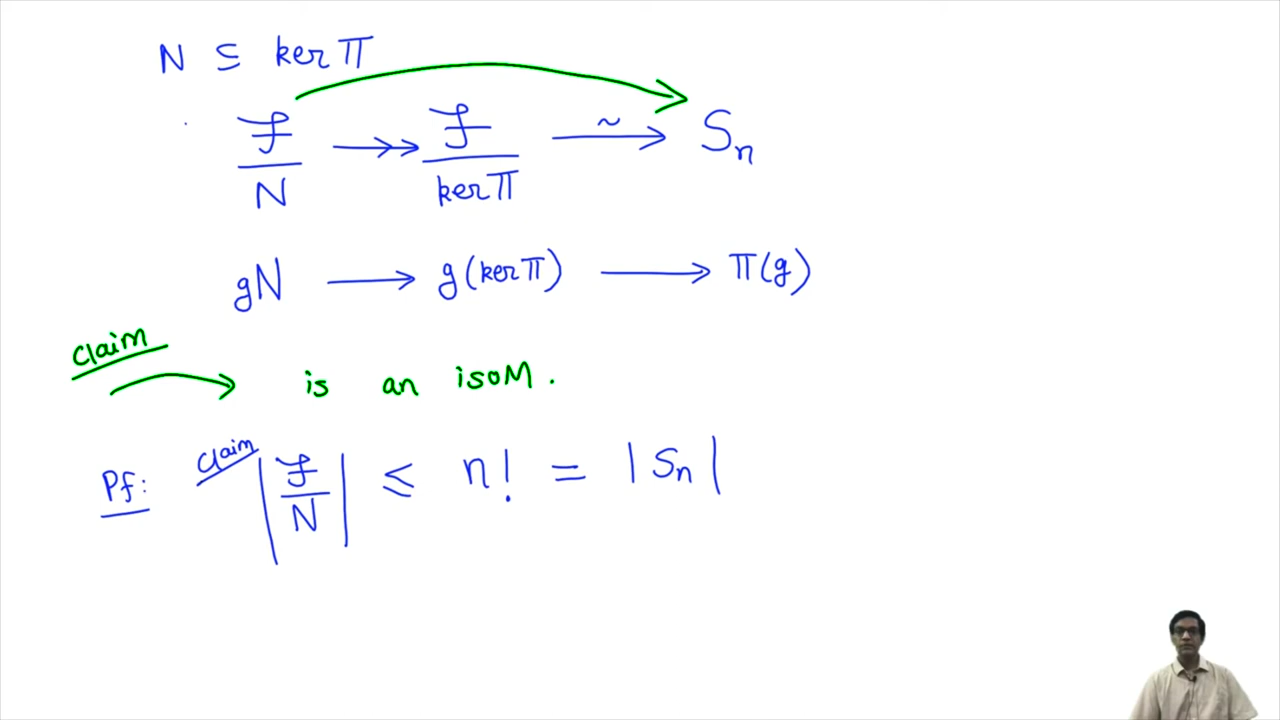 N ⊆ ker π
ℱ/N ↠ ℱ/ker π ⟶~ Sₙ
gN ⟶ g(ker π) ⟶ π(g)
Claim
⟶ is an isoM.
Pf: Claim |ℱ/N| ≤ n! = |Sₙ|